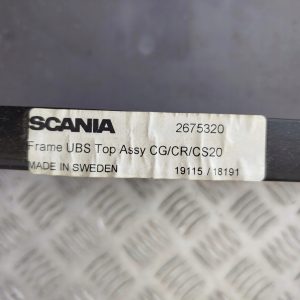 SCANIA 2675320
Frame UBS Top Assy CG/CR/CS20
MADE IN SWEDEN 19115 / 18191